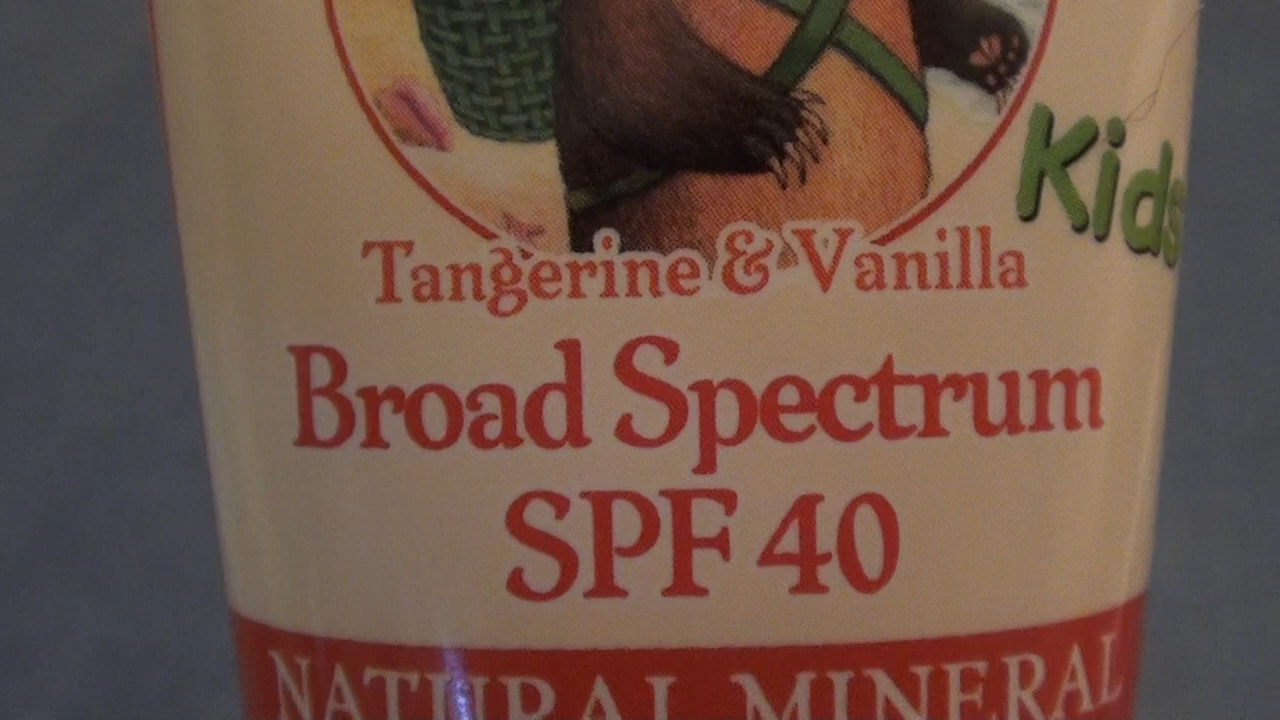 Kids
Tangerine & Vanilla
Broad Spectrum
SPF 40
NATURAL MINERAL